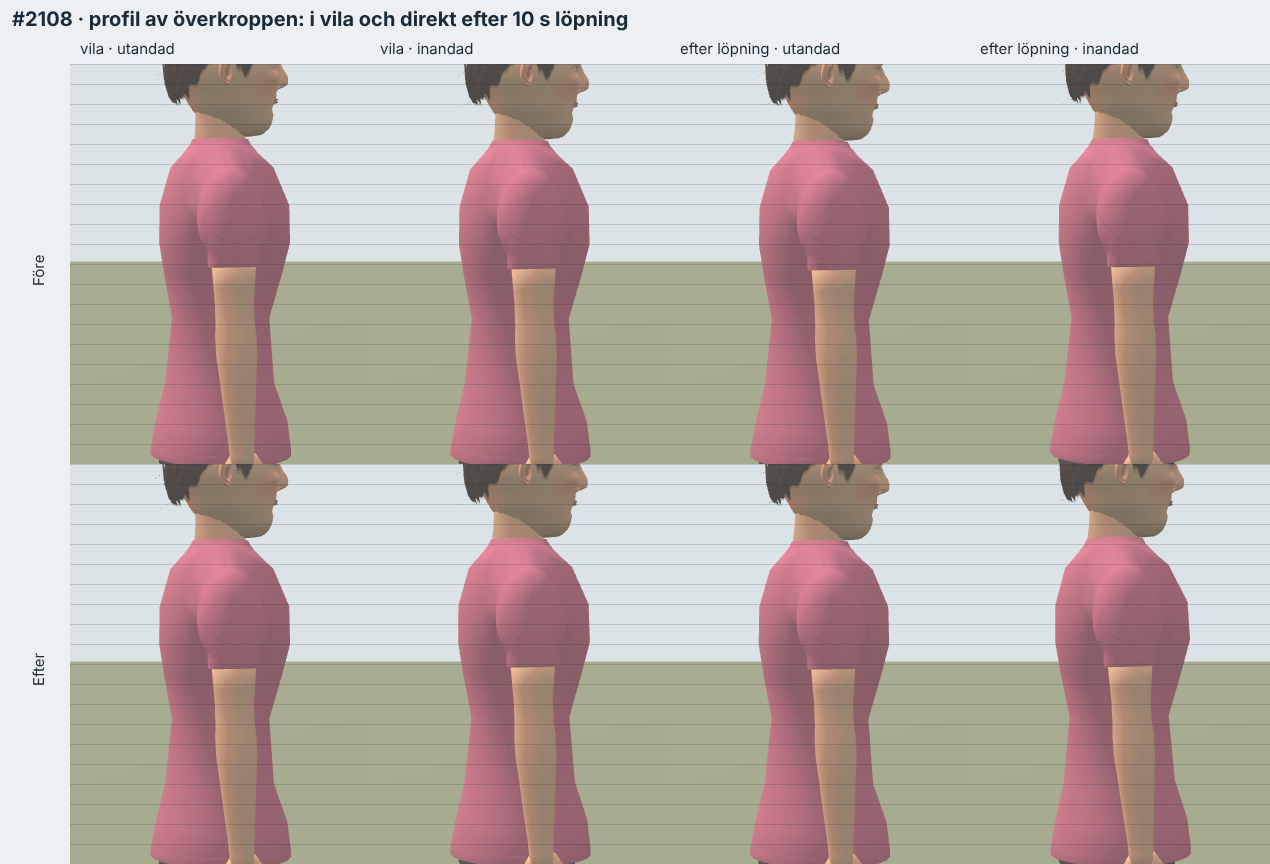 #2108 · profil av överkroppen: i vila och direkt efter 10 s löpning
vila · utandad
vila · inandad
efter löpning · utandad
efter löpning · inandad
Före
Efter